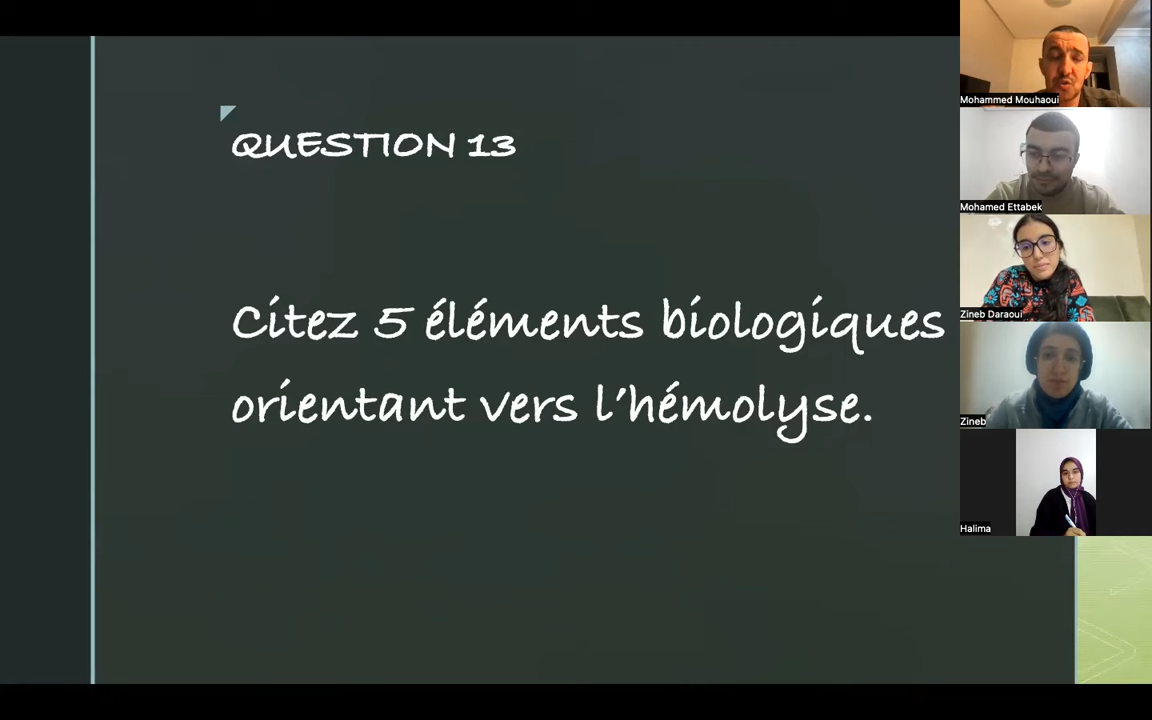 QUESTION 13
Citez 5 éléments biologiques
orientant vers l'hémolyse.
Mohammed Mouhaoui
Mohamed Ettabek
Zineb Daraoui
Zineb
Halima